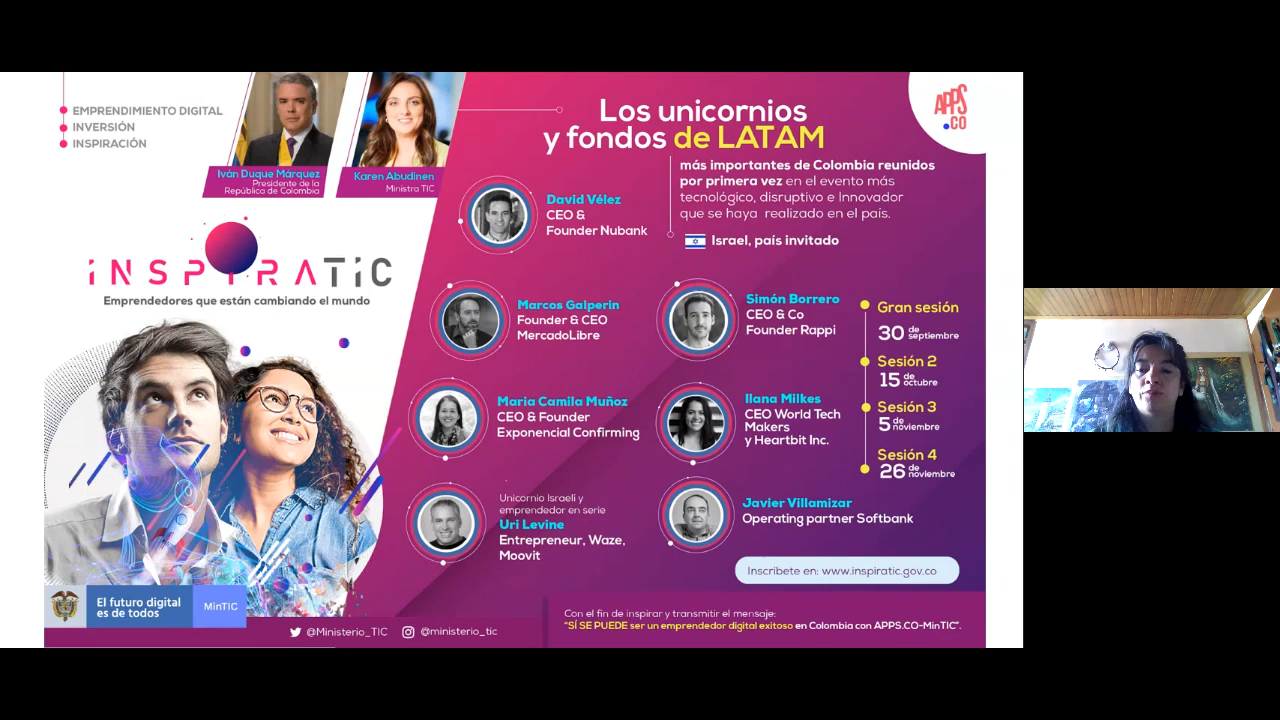 EMPRENDIMIENTO DIGITAL
INVERSIÓN
INSPIRACIÓN
Iván Duque Márquez
Presidente de la
República de Colombia
Karen Abudinen
Ministra TIC
INSPIRATIC
Emprendedores que están cambiando el mundo
Los unicornios
y fondos de LATAM
más importantes de Colombia reunidos
por primera vez en el evento más
tecnológico, disruptivo e Innovador
que se haya realizado en el país.
Israel, país invitado
APPS
.CO
David Vélez
CEO &
Founder Nubank
Marcos Galperin
Founder & CEO
MercadoLibre
Simón Borrero
CEO & Co
Founder Rappi
Maria Camila Muñoz
CEO & Founder
Exponencial Confirming
Ilana Milkes
CEO World Tech
Makers
y Heartbit Inc.
Unicornio Israelí y
emprendedor en serie
Uri Levine
Entrepreneur, Waze,
Moovit
Javier Villamizar
Operating partner Softbank
Gran sesión
30 de septiembre
Sesión 2
15 de octubre
Sesión 3
5 de noviembre
Sesión 4
26 de noviembre
Inscribete en: www.inspiratic.gov.co
El futuro digital
es de todos
MinTIC
@Ministerio_TIC
@ministerio_tic
Con el fin de inspirar y transmitir el mensaje:
"SÍ SE PUEDE ser un emprendedor digital exitoso en Colombia con APPS.CO-MinTIC".